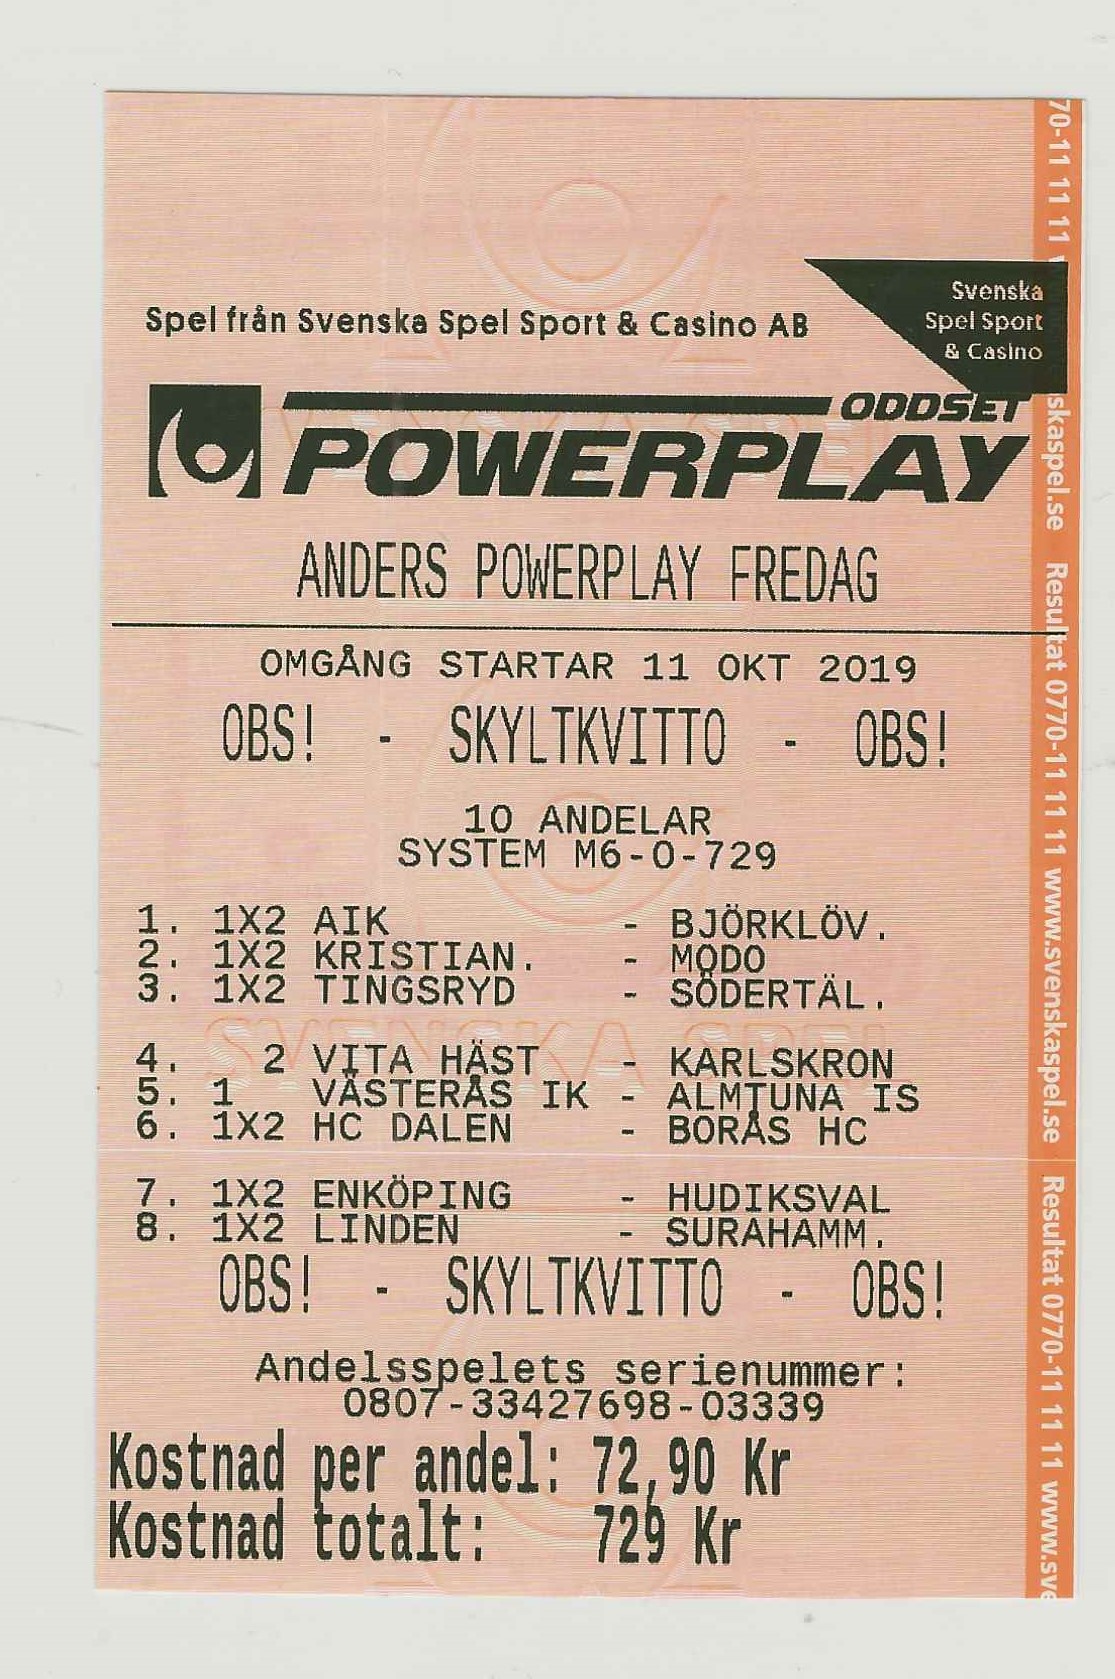 Spel från Svenska Spel Sport & Casino AB
Svenska
Spel Sport
& Casino
ODDSET
POWERPLAY
ANDERS POWERPLAY FREDAG
OMGÅNG STARTAR 11 OKT 2019
OBS! - SKYLTKVITTO - OBS!
10 ANDELAR
SYSTEM M6-0-729
1. 1X2 AIK - BJÖRKLÖV.
2. 1X2 KRISTIAN. - MODO
3. 1X2 TINGSRYD - SÖDERTÄL.
4. 2 VITA HÄST - KARLSKRON
5. 1 VÄSTERÅS IK - ALMTUNA IS
6. 1X2 HC DALEN - BORÅS HC
7. 1X2 ENKÖPING - HUDIKSVAL
8. 1X2 LINDEN - SURAHAMM.
OBS! - SKYLTKVITTO - OBS!
Andelsspelets serienummer:
0807-33427698-03339
Kostnad per andel: 72,90 Kr
Kostnad totalt: 729 Kr
70-11 11 11 skaspel.se Resultat 0770-11 11 11 www.svenskaspel.se Resultat 0770-11 11 11 www.sve
SVENSKA SPEL